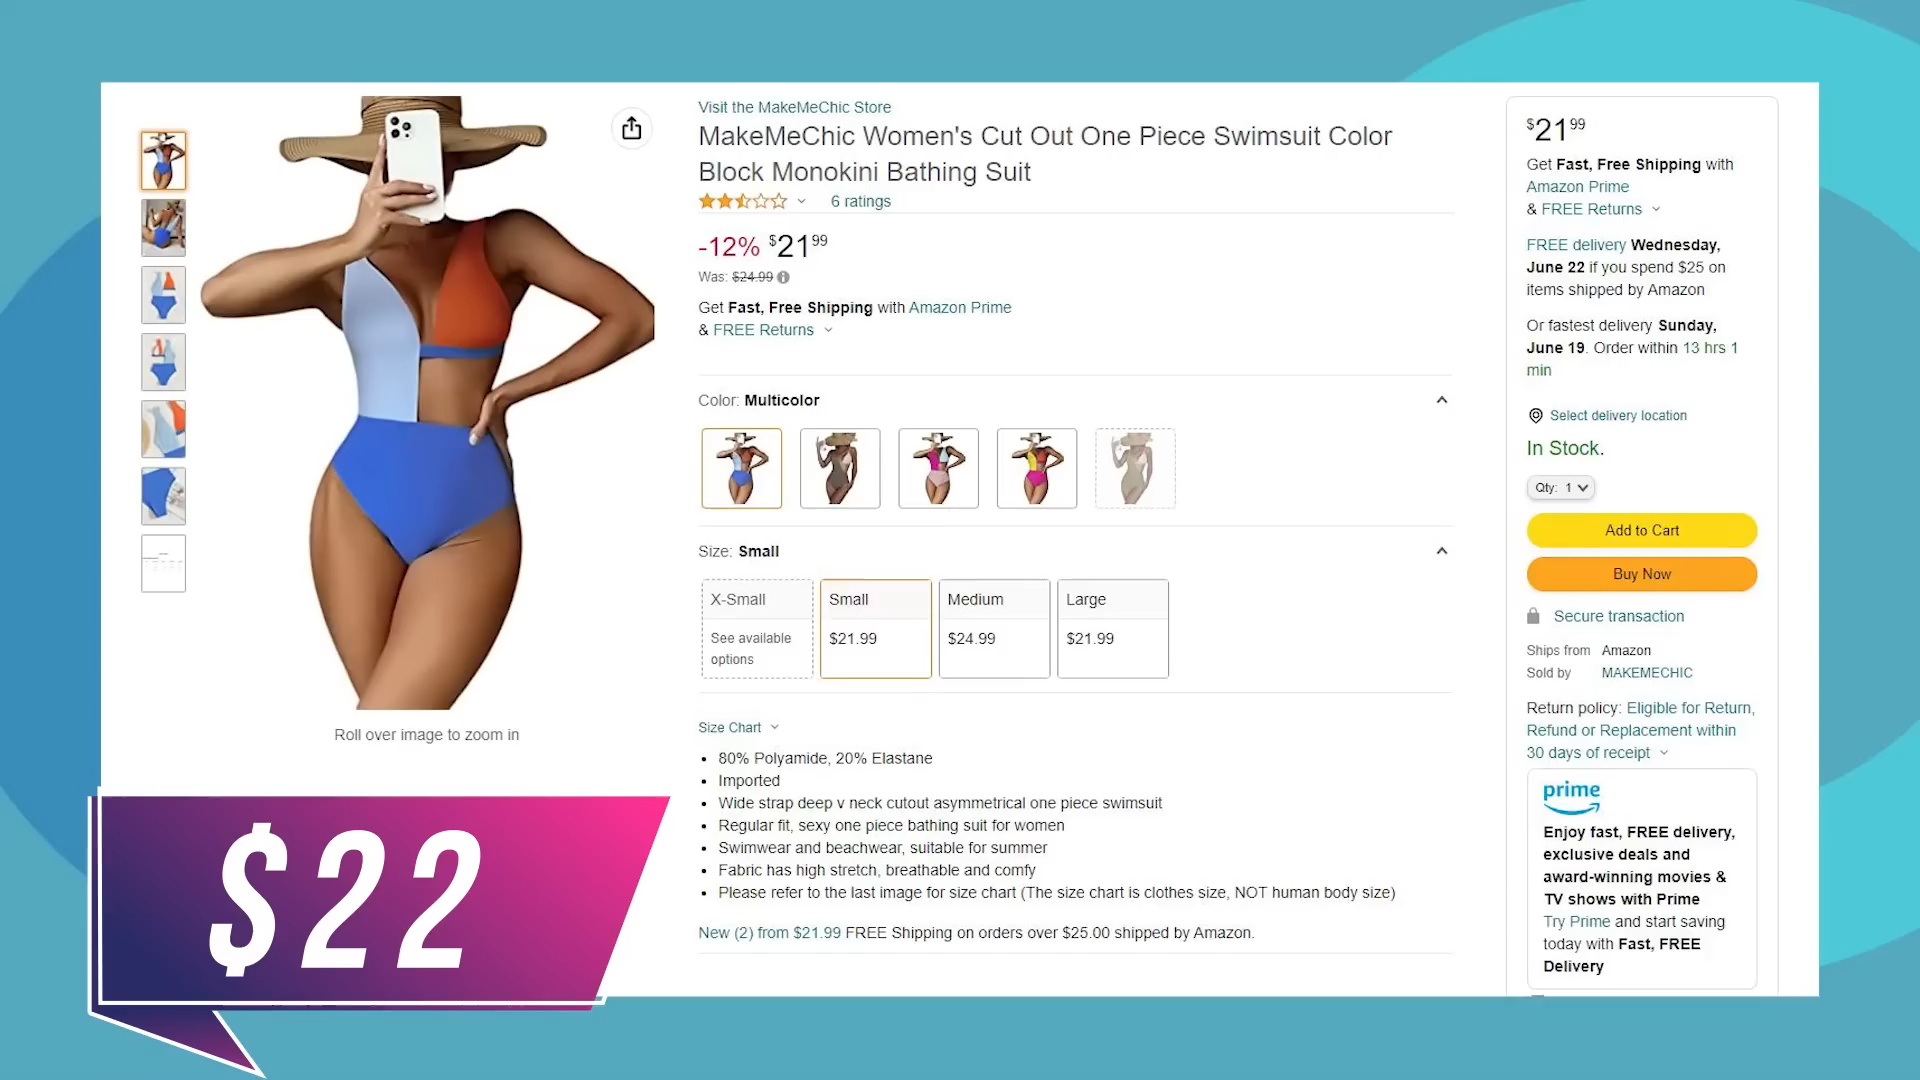 Visit the MakeMeChic Store
MakeMeChic Women's Cut Out One Piece Swimsuit Color
Block Monokini Bathing Suit
6 ratings
-12% $21 99
Was: $24.99
Get Fast, Free Shipping with Amazon Prime
& FREE Returns
Color: Multicolor
Size: Small
X-Small
See available
options
Small
$21.99
Medium
$24.99
Large
$21.99
Size Chart
80% Polyamide, 20% Elastane
Imported
Wide strap deep v neck cutout asymmetrical one piece swimsuit
Regular fit, sexy one piece bathing suit for women
Swimwear and beachwear, suitable for summer
Fabric has high stretch, breathable and comfy
Please refer to the last image for size chart (The size chart is clothes size, NOT human body size)
New (2) from $21.99 FREE Shipping on orders over $25.00 shipped by Amazon.
Roll over image to zoom in
$22
$21 99
Get Fast, Free Shipping with
Amazon Prime
& FREE Returns
FREE delivery Wednesday,
June 22 if you spend $25 on
items shipped by Amazon
Or fastest delivery Sunday,
June 19. Order within 13 hrs 1
min
Select delivery location
In Stock.
Qty: 1
Add to Cart
Buy Now
Secure transaction
Ships from Amazon
Sold by MAKEMECHIC
Return policy: Eligible for Return,
Refund or Replacement within
30 days of receipt
prime
Enjoy fast, FREE delivery,
exclusive deals and
award-winning movies &
TV shows with Prime
Try Prime and start saving
today with Fast, FREE
Delivery